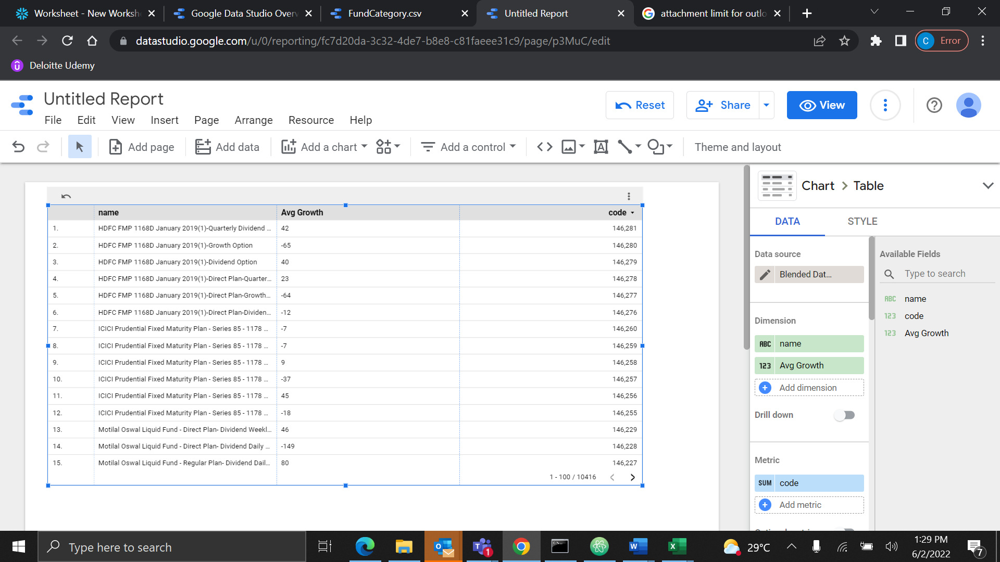 Worksheet - New Worksh
Google Data Studio Overv
FundCategory.csv
Untitled Report
attachment limit for outlo
datastudio.google.com/u/0/reporting/fc7d20da-3c32-4de7-b8e8-c81faeee31c9/page/p3MuC/edit
C Error
Deloitte Udemy
Untitled Report
Reset
Share
View
File Edit View Insert Page Arrange Resource Help
Add page
Add data
Add a chart
Add a control
Theme and layout
name Avg Growth code
1. HDFC FMP 1168D January 2019(1)-Quarterly Dividend ... 42 146,281
2. HDFC FMP 1168D January 2019(1)-Growth Option -65 146,280
3. HDFC FMP 1168D January 2019(1)-Dividend Option 40 146,279
4. HDFC FMP 1168D January 2019(1)-Direct Plan-Quarter... 23 146,278
5. HDFC FMP 1168D January 2019(1)-Direct Plan-Growth... -64 146,277
6. HDFC FMP 1168D January 2019(1)-Direct Plan-Dividen... -12 146,276
7. ICICI Prudential Fixed Maturity Plan - Series 85 - 1178 ... -7 146,260
8. ICICI Prudential Fixed Maturity Plan - Series 85 - 1178 ... -7 146,259
9. ICICI Prudential Fixed Maturity Plan - Series 85 - 1178 ... 9 146,258
10. ICICI Prudential Fixed Maturity Plan - Series 85 - 1178 ... -37 146,257
11. ICICI Prudential Fixed Maturity Plan - Series 85 - 1178 ... 45 146,256
12. ICICI Prudential Fixed Maturity Plan - Series 85 - 1178 ... -18 146,255
13. Motilal Oswal Liquid Fund - Direct Plan- Dividend Weekl... 46 146,229
14. Motilal Oswal Liquid Fund - Direct Plan- Dividend Daily ... -149 146,228
15. Motilal Oswal Liquid Fund - Regular Plan- Dividend Dail... 80 146,227
1 - 100 / 10416
Chart > Table
DATA STYLE
Data source
Blended Dat...
Dimension
ABC name
123 Avg Growth
Add dimension
Drill down
Metric
SUM code
Add metric
Available Fields
Type to search
ABC name
123 code
123 Avg Growth
Type here to search
1
29°C
1:29 PM
6/2/2022
7